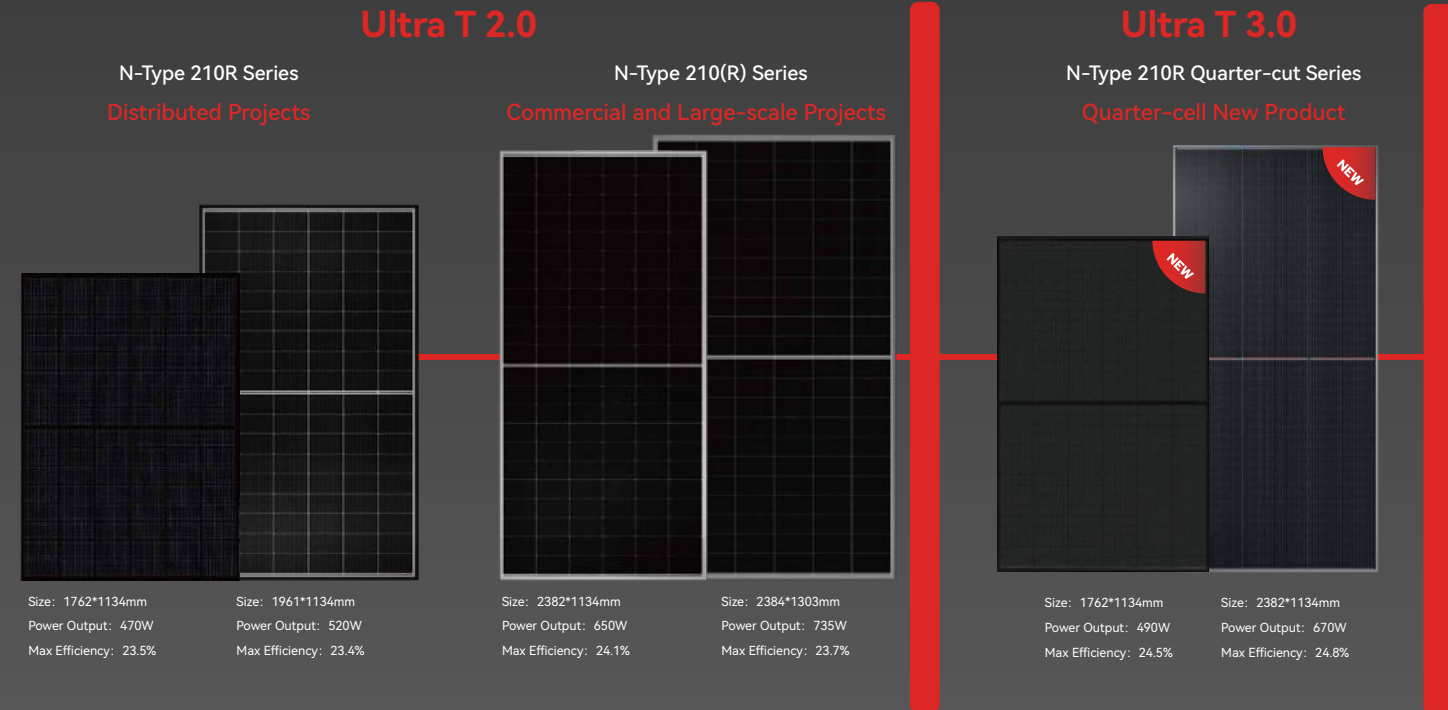 Ultra T 2.0
N-Type 210R Series
Distributed Projects
Size: 1762*1134mm
Power Output: 470W
Max Efficiency: 23.5%
Size: 1961*1134mm
Power Output: 520W
Max Efficiency: 23.4%
N-Type 210(R) Series
Commercial and Large-scale Projects
Size: 2382*1134mm
Power Output: 650W
Max Efficiency: 24.1%
Size: 2384*1303mm
Power Output: 735W
Max Efficiency: 23.7%
Ultra T 3.0
N-Type 210R Quarter-cut Series
Quarter-cell New Product
NEW
NEW
Size: 1762*1134mm
Power Output: 490W
Max Efficiency: 24.5%
Size: 2382*1134mm
Power Output: 670W
Max Efficiency: 24.8%